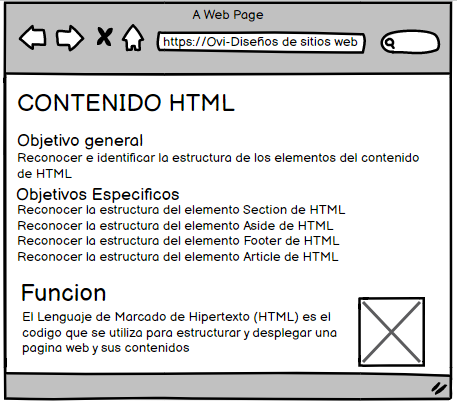 A Web Page
https://Ovi-Diseños de sitios web
CONTENIDO HTML
Objetivo general
Reconocer e identificar la estructura de los elementos del contenido
de HTML
Objetivos Especificos
Reconocer la estructura del elemento Section de HTML
Reconocer la estructura del elemento Aside de HTML
Reconocer la estructura del elemento Footer de HTML
Reconocer la estructura del elemento Article de HTML
Funcion
El Lenguaje de Marcado de Hipertexto (HTML) es el
codigo que se utiliza para estructurar y desplegar una
pagina web y sus contenidos